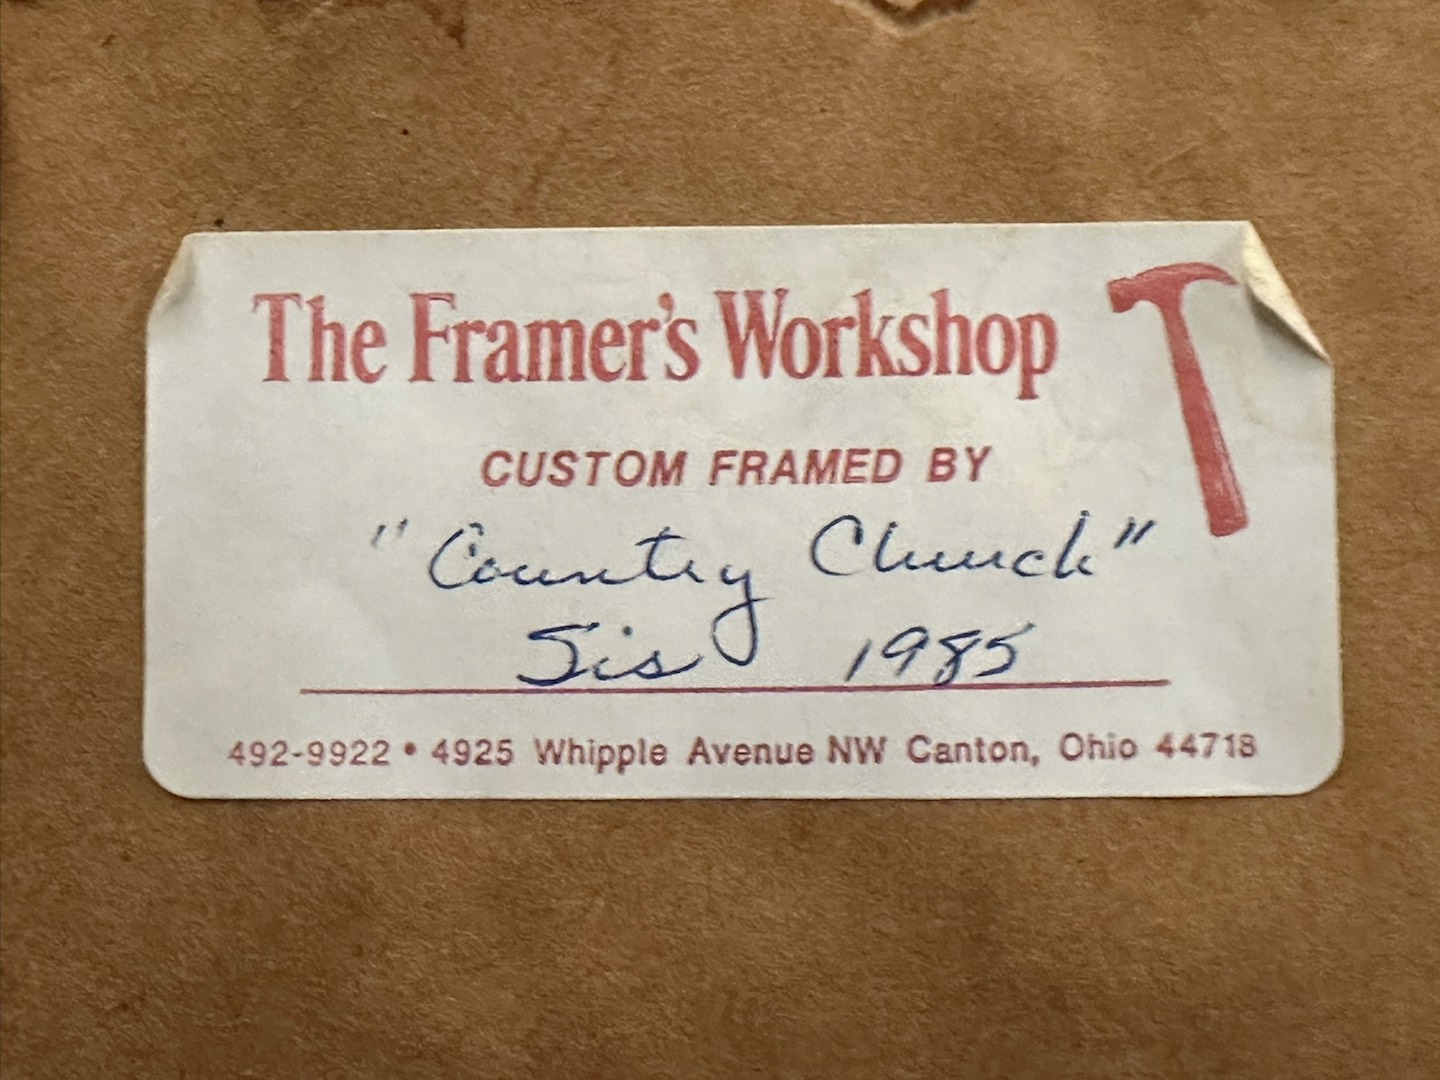 The Framer's Workshop
CUSTOM FRAMED BY
"Country Church"
Sis 1985
492-9922 • 4925 Whipple Avenue NW Canton, Ohio 44718